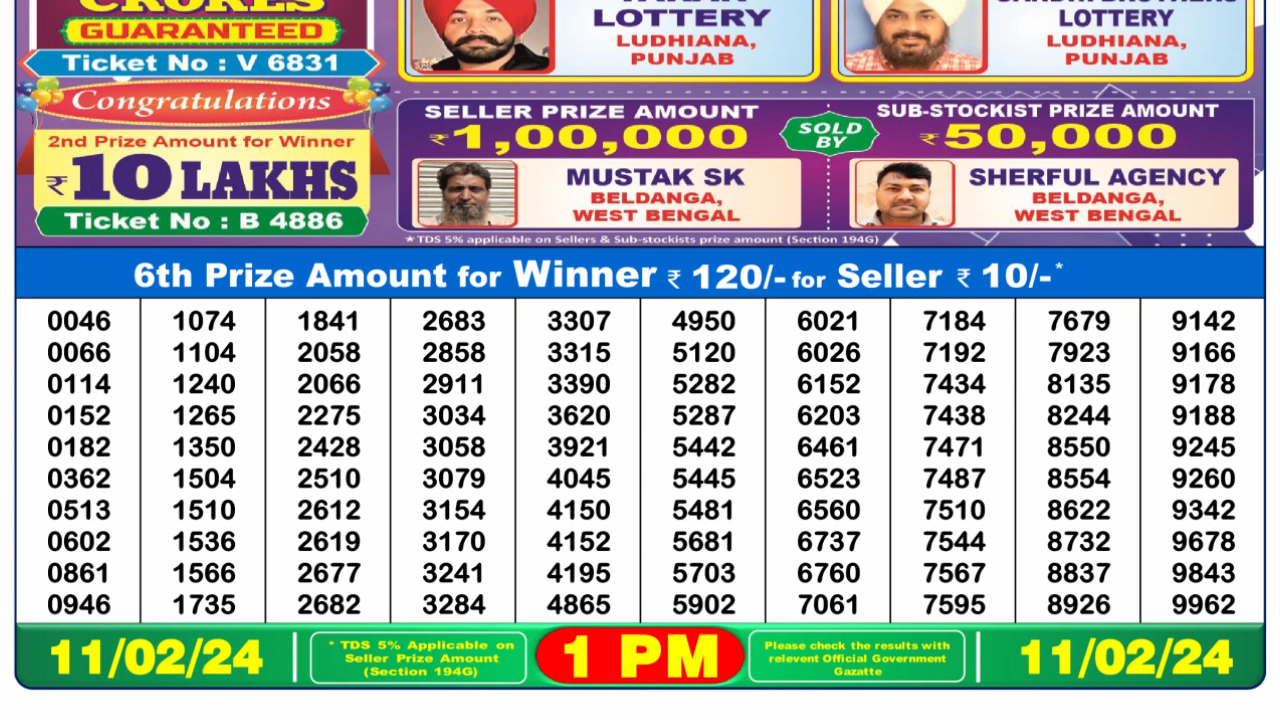 CRORES
GUARANTEED
Ticket No : V 6831
LOTTERY
LUDHIANA,
PUNJAB
LOTTERY
LUDHIANA,
PUNJAB
Congratulations
2nd Prize Amount for Winner
₹10 LAKHS
Ticket No : B 4886
SELLER PRIZE AMOUNT
₹1,00,000
SOLD
BY
SUB-STOCKIST PRIZE AMOUNT
₹50,000
MUSTAK SK
BELDANGA,
WEST BENGAL
SHERFUL AGENCY
BELDANGA,
WEST BENGAL
★TDS 5% applicable on Sellers & Sub-stockists prize amount (Section 194G)
6th Prize Amount for Winner ₹ 120/- for Seller ₹ 10/-*
0046 1074 1841 2683 3307 4950 6021 7184 7679 9142
0066 1104 2058 2858 3315 5120 6026 7192 7923 9166
0114 1240 2066 2911 3390 5282 6152 7434 8135 9178
0152 1265 2275 3034 3620 5287 6203 7438 8244 9188
0182 1350 2428 3058 3921 5442 6461 7471 8550 9245
0362 1504 2510 3079 4045 5445 6523 7487 8554 9260
0513 1510 2612 3154 4150 5481 6560 7510 8622 9342
0602 1536 2619 3170 4152 5681 6737 7544 8732 9678
0861 1566 2677 3241 4195 5703 6760 7567 8837 9843
0946 1735 2682 3284 4865 5902 7061 7595 8926 9962
11/02/24
* TDS 5% Applicable on
Seller Prize Amount
(Section 194G)
1 PM
Please check the results with
relevent Official Government
Gazatte
11/02/24